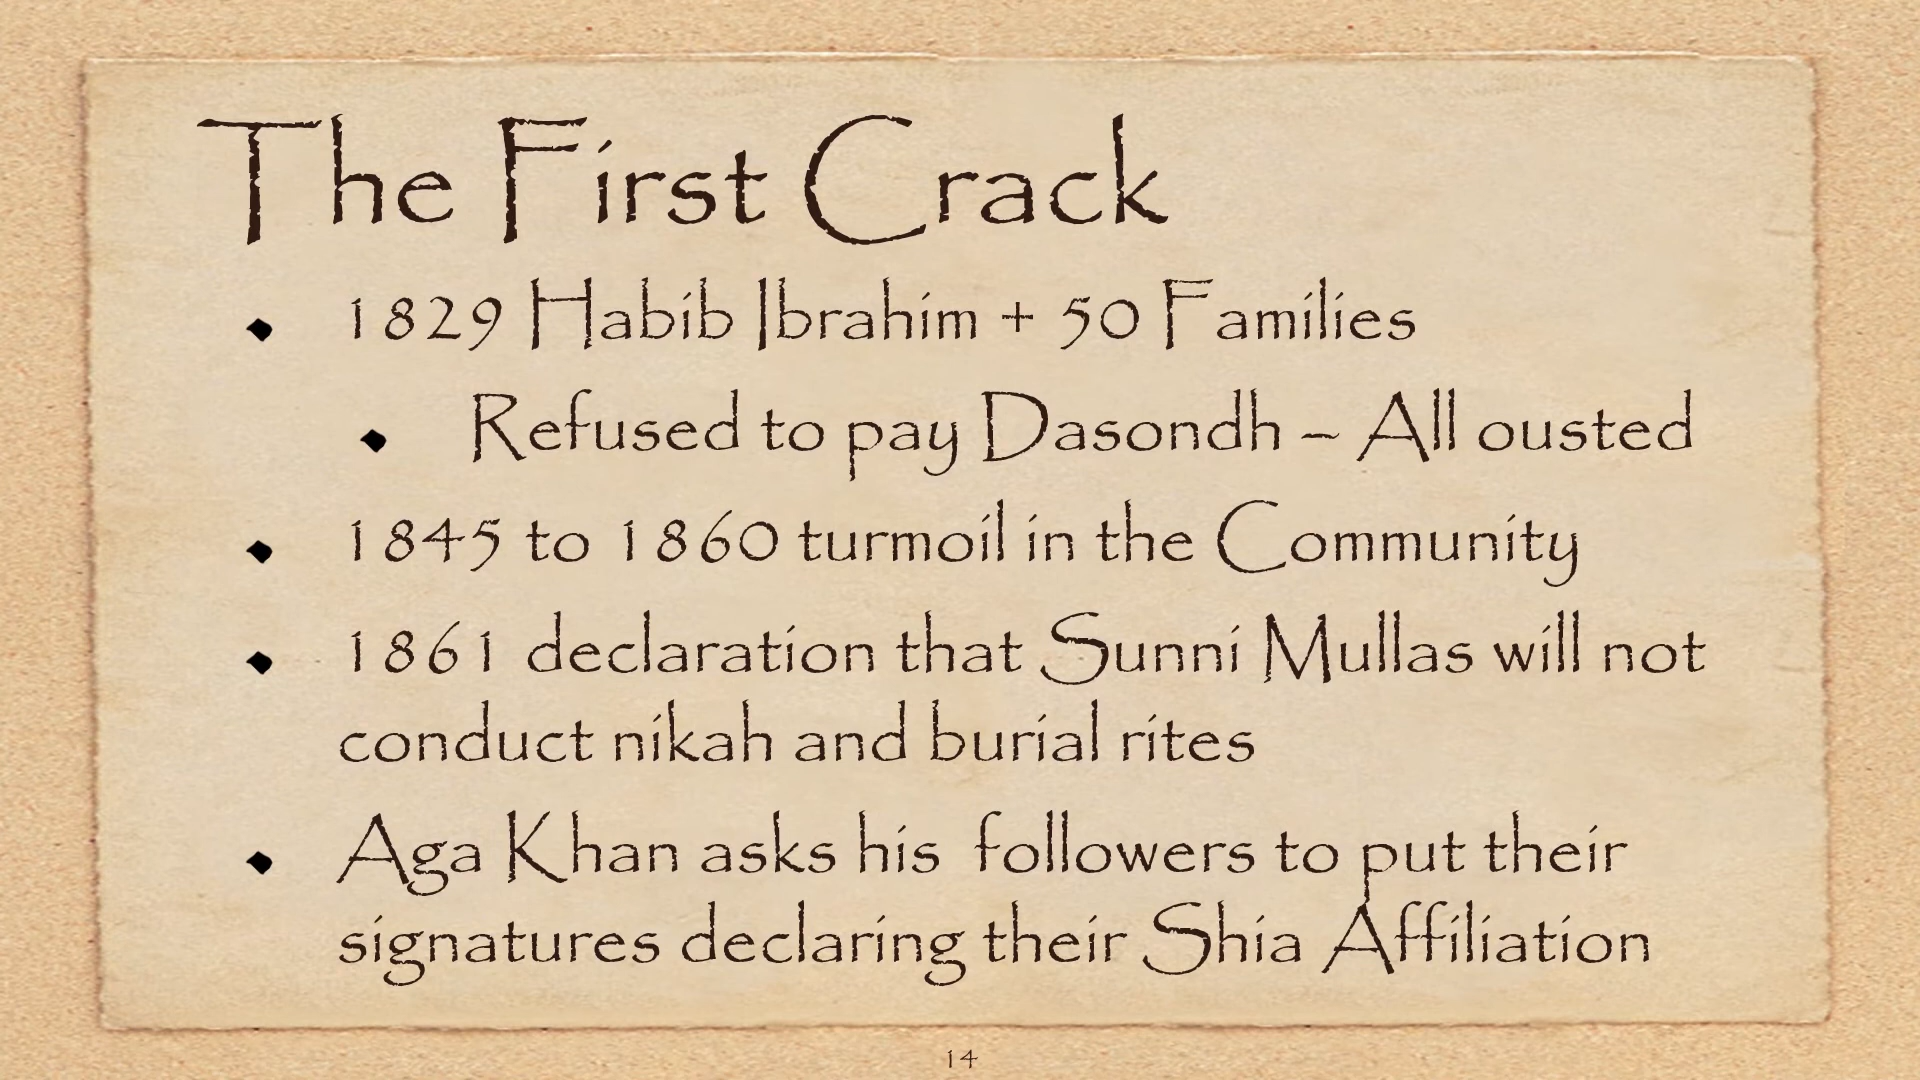 The First Crack
• 1829 Habib Ibrahim + 50 Families
• Refused to pay Dasondh – All ousted
• 1845 to 1860 turmoil in the Community
• 1861 declaration that Sunni Mullas will not
conduct nikah and burial rites
• Aga Khan asks his followers to put their
signatures declaring their Shia Affiliation
14